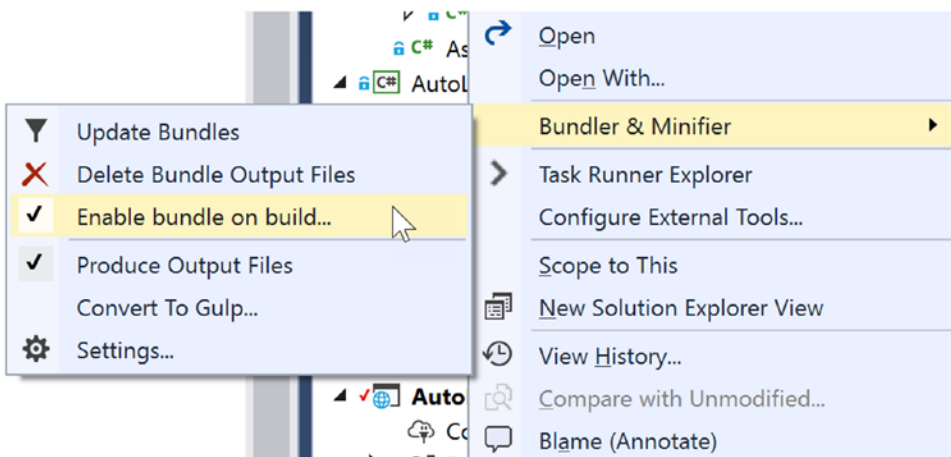 C#
C# As
C# AutoL
Open
Open With...
Bundler & Minifier
Task Runner Explorer
Configure External Tools...
Scope to This
New Solution Explorer View
View History...
Compare with Unmodified...
Blame (Annotate)
Update Bundles
Delete Bundle Output Files
Enable bundle on build...
Produce Output Files
Convert To Gulp...
Settings...
Auto
Co